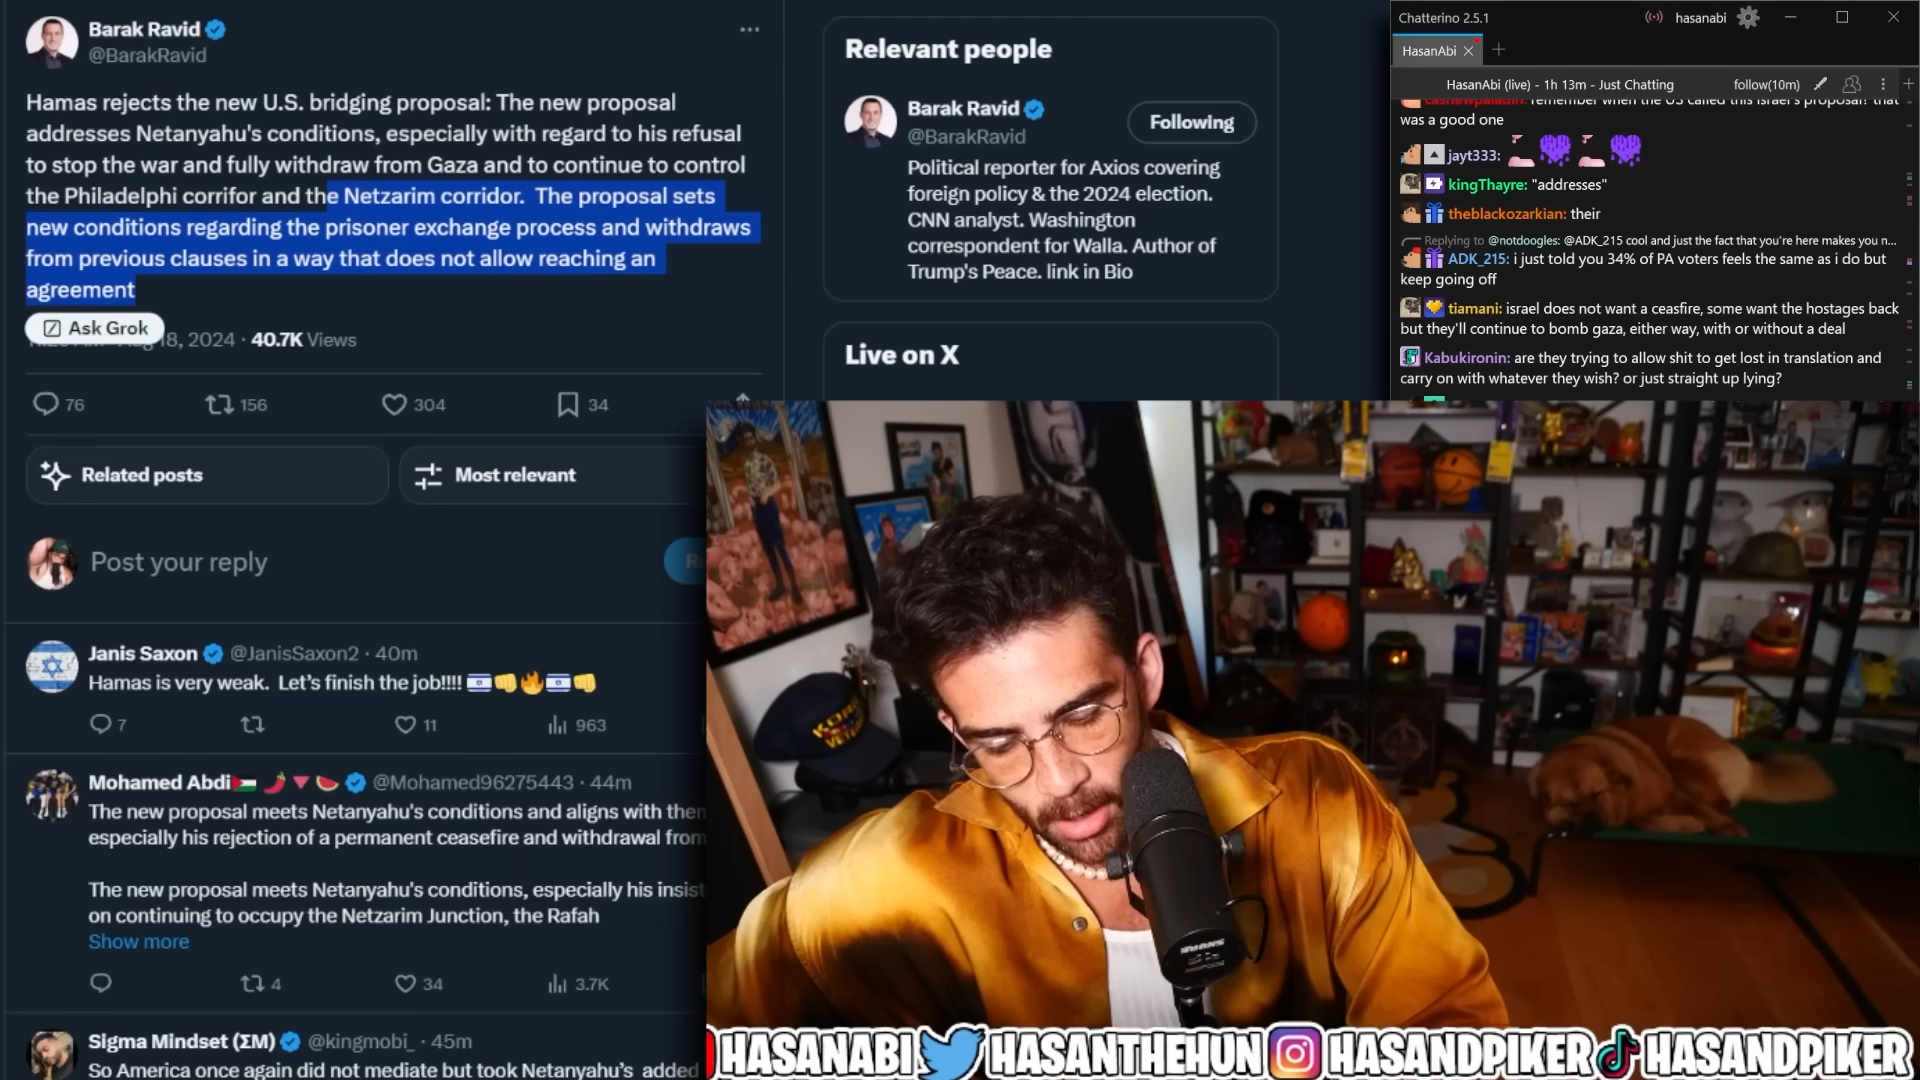 Barak Ravid
@BarakRavid
Hamas rejects the new U.S. bridging proposal: The new proposal
addresses Netanyahu's conditions, especially with regard to his refusal
to stop the war and fully withdraw from Gaza and to continue to control
the Philadelphi corrifor and the Netzarim corridor. The proposal sets
new conditions regarding the prisoner exchange process and withdraws
from previous clauses in a way that does not allow reaching an
agreement
Ask Grok
18, 2024 · 40.7K Views
76
156
304
34
Related posts
Most relevant
Post your reply
Janis Saxon @JanisSaxon2 · 40m
Hamas is very weak. Let's finish the job!!!!
7
11
963
Mohamed Abdi @Mohamed96275443 · 44m
The new proposal meets Netanyahu's conditions and aligns with them
especially his rejection of a permanent ceasefire and withdrawal from
The new proposal meets Netanyahu's conditions, especially his insist
on continuing to occupy the Netzarim Junction, the Rafah
Show more
4
34
3.7K
Sigma Mindset (ΣM) @kingmobi_ · 45m
So America once again did not mediate but took Netanyahu's added
Relevant people
Barak Ravid
@BarakRavid
Following
Political reporter for Axios covering
foreign policy & the 2024 election.
CNN analyst. Washington
correspondent for Walla. Author of
Trump's Peace. link in Bio
Live on X
Chatterino 2.5.1
hasanabi
HasanAbi
HasanAbi (live) - 1h 13m - Just Chatting
follow(10m)
cashewpaladin: remember when the US called this israel's proposal? that
was a good one
jayt333:
kingThayre: "addresses"
theblackozarkian: their
Replying to @notdoogles: @ADK_215 cool and just the fact that you're here makes you n...
ADK_215: i just told you 34% of PA voters feels the same as i do but
keep going off
tiamani: israel does not want a ceasfire, some want the hostages back
but they'll continue to bomb gaza, either way, with or without a deal
Kabukironin: are they trying to allow shit to get lost in translation and
carry on with whatever they wish? or just straight up lying?
KOREA
VETERAN
SHURE
HASANABI
HASANTHEHUN
HASANDPIKER
HASANDPIKER